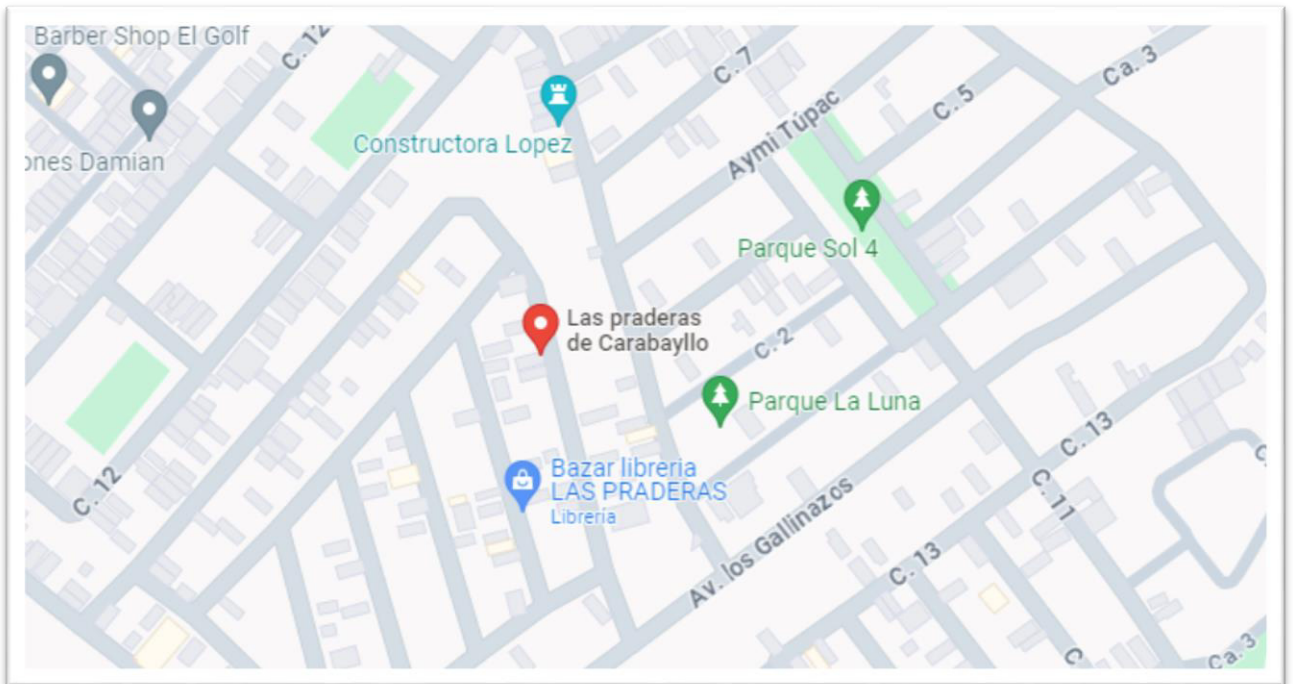 Barber Shop El Golf
C. 12
C. 7
Ca. 3
Constructora Lopez
Aymi Túpac
C. 5
ones Damian
Parque Sol 4
Las praderas
de Carabayllo
C. 2
Parque La Luna
C. 13
Bazar libreria
LAS PRADERAS
Librería
C. 12
Av. los Gallinazos
C. 11
C. 13
C
Ca. 3